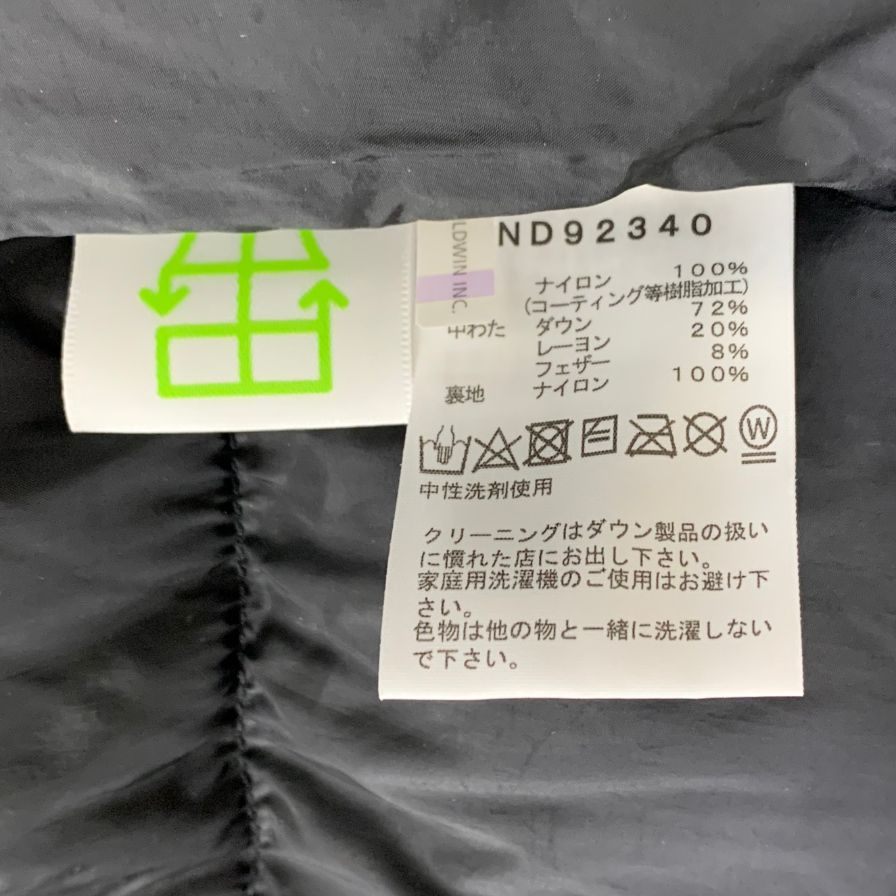 LDWIN INC.
ND92340
ナイロン 100%
(コーティング等樹脂加工)
中わた ダウン 72%
レーヨン 20%
フェザー 8%
裏地 ナイロン 100%
W
中性洗剤使用
クリーニングはダウン製品の扱い
に慣れた店にお出し下さい。
家庭用洗濯機のご使用はお避け下
さい。
色物は他の物と一緒に洗濯しない
で下さい。